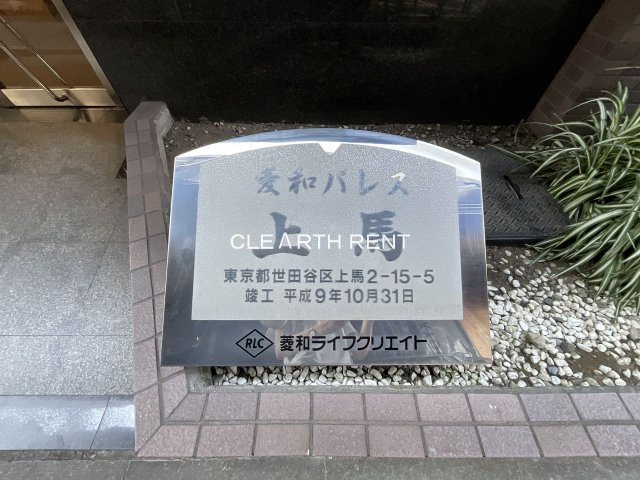 菱和パレス
上馬
CLEARTH RENT
東京都世田谷区上馬2-15-5
竣工 平成9年10月31日
RLC 菱和ライフクリエイト